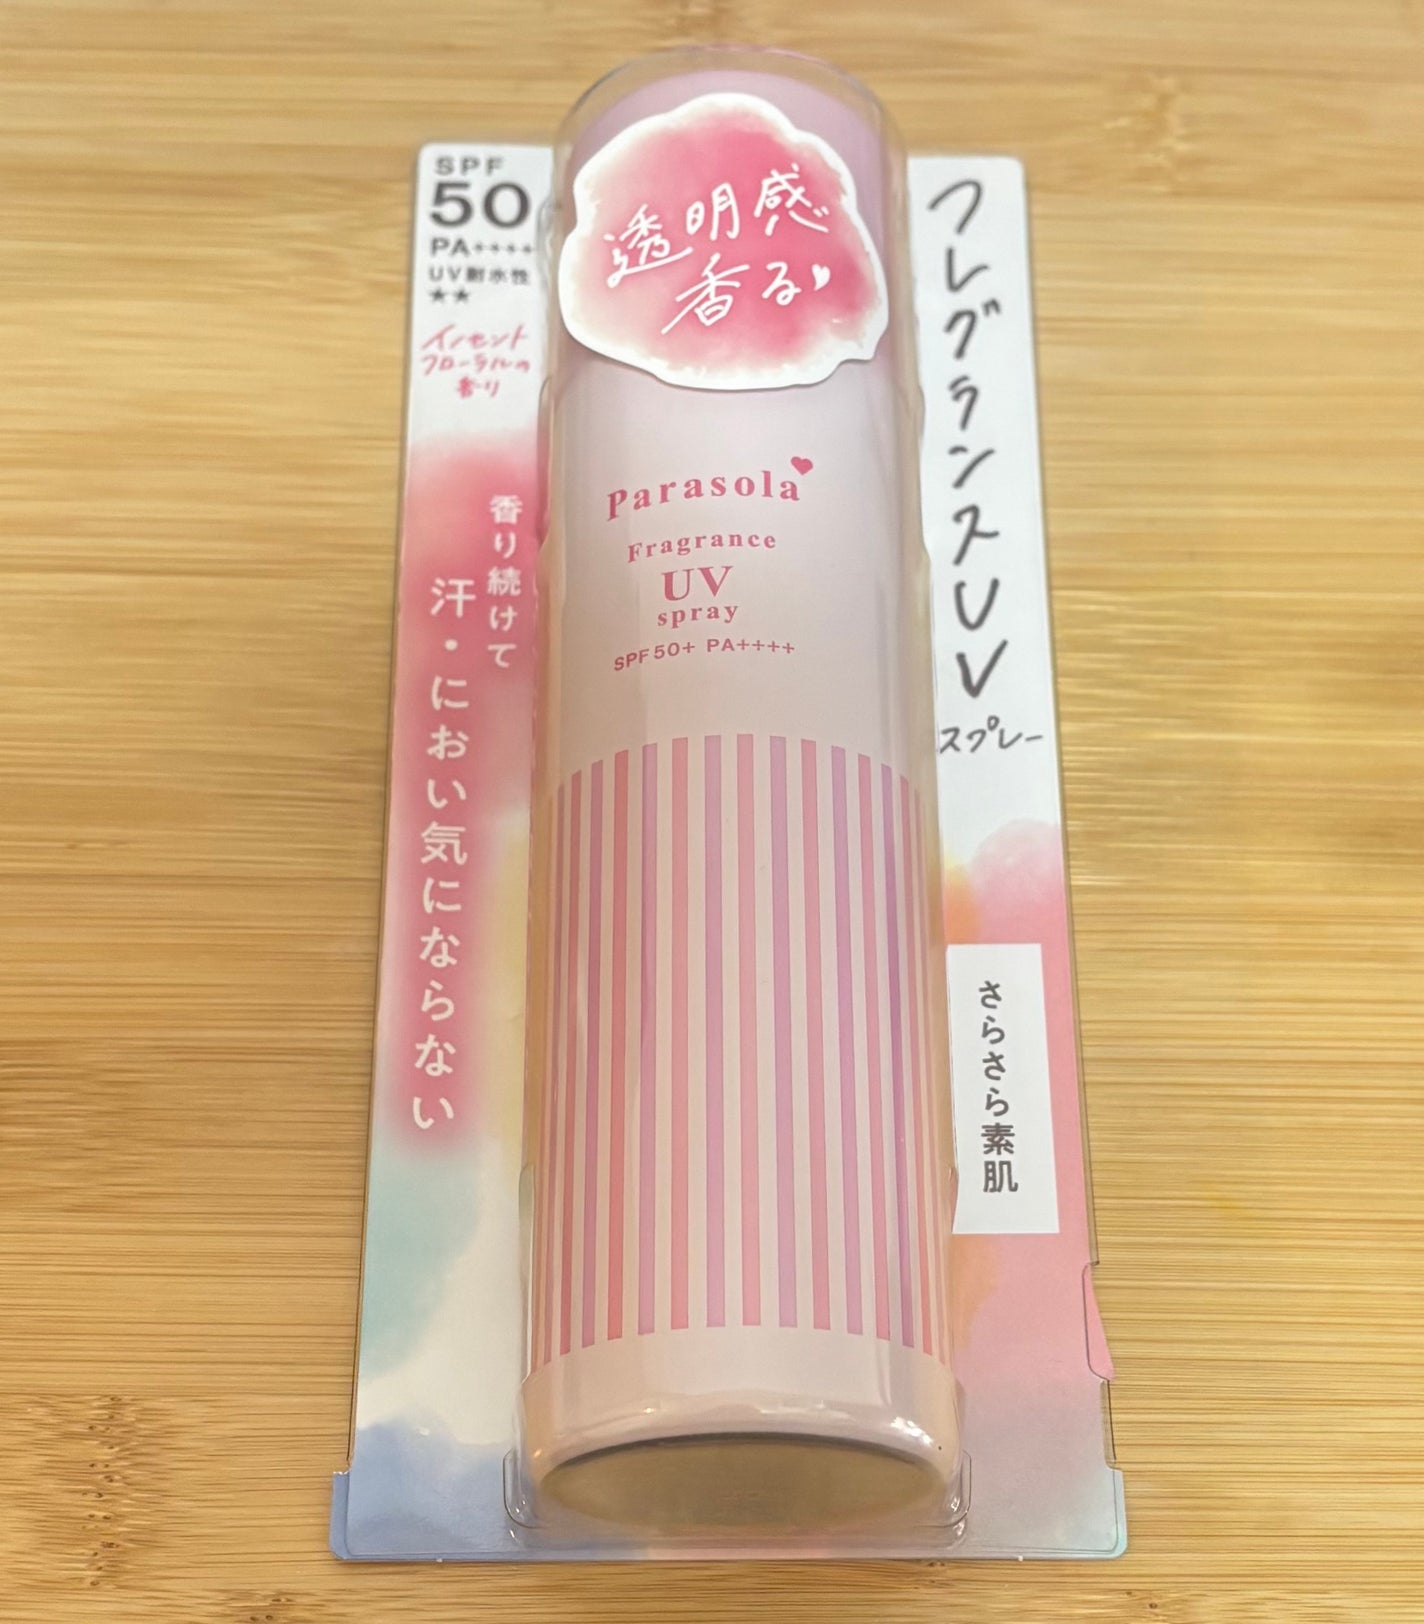 SPF
50
PA++++
UV耐水性
★★
イノセント
フローラルの
香り
香り続けて
汗・におい気にならない
透明感
香る♥
Parasola♥
Fragrance
UV
spray
SPF 50+ PA++++
フレグランスUV
スプレー
さらさら素肌